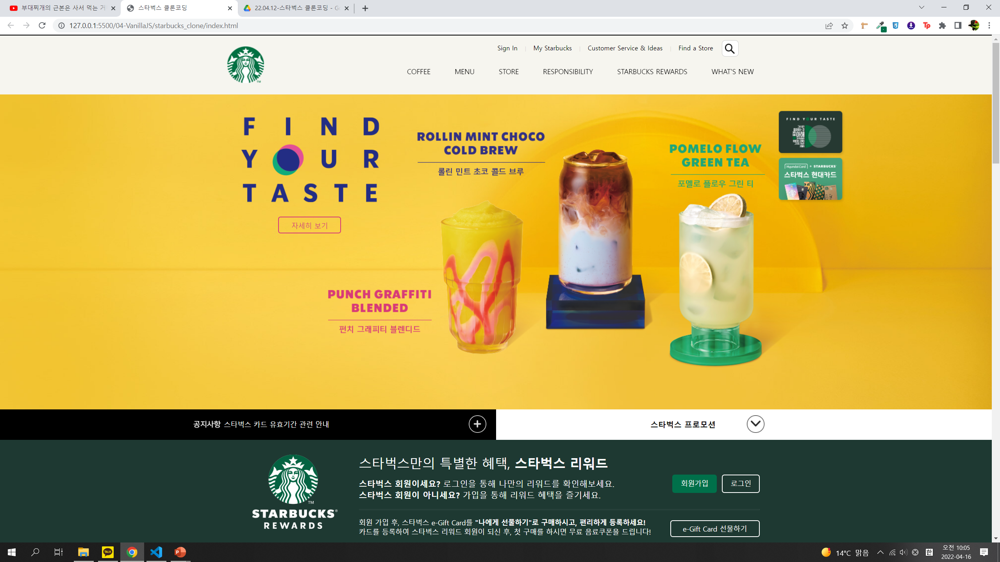 부대찌개의 근본은 사서 먹는 거
스타벅스 클론코딩
22.04.12-스타벅스 클론코딩 - G
127.0.0.1:5500/04-VanillaJS/starbucks_clone/index.html
Sign In
My Starbucks
Customer Service & Ideas
Find a Store
COFFEE
MENU
STORE
RESPONSIBILITY
STARBUCKS REWARDS
WHAT'S NEW
FIND
YOUR
TASTE
자세히 보기
ROLLIN MINT CHOCO
COLD BREW
롤린 민트 초코 콜드 브루
POMELO FLOW
GREEN TEA
포멜로 플로우 그린 티
FIND YOUR TASTE
Hyundai Card + STARBUCKS
스타벅스 현대카드
PUNCH GRAFFITI
BLENDED
펀치 그래피티 블렌디드
공지사항 스타벅스 카드 유효기간 관련 안내
스타벅스 프로모션
TM
STARBUCKS®
REWARDS
스타벅스만의 특별한 혜택, 스타벅스 리워드
스타벅스 회원이세요? 로그인을 통해 나만의 리워드를 확인해보세요.
스타벅스 회원이 아니세요? 가입을 통해 리워드 혜택을 즐기세요.
회원가입
로그인
회원 가입 후, 스타벅스 e-Gift Card를 "나에게 선물하기"로 구매하시고, 편리하게 등록하세요!
카드를 등록하여 스타벅스 리워드 회원이 되신 후, 첫 구매를 하시면 무료 음료쿠폰을 드립니다!
e-Gift Card 선물하기
14°C 맑음
한
오전 10:05
2022-04-16